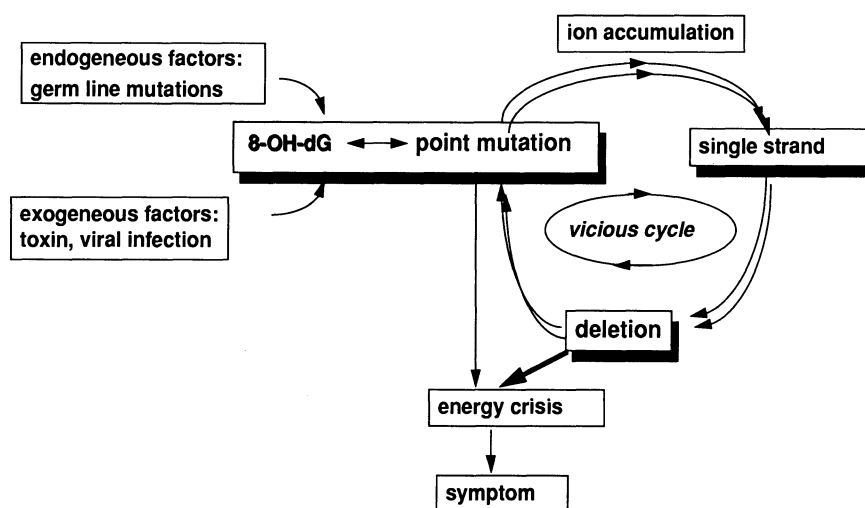 ion accumulation
endogeneous factors:
germ line mutations
8-OH-dG point mutation
single strand
exogeneous factors:
toxin, viral infection
vicious cycle
deletion
energy crisis
symptom